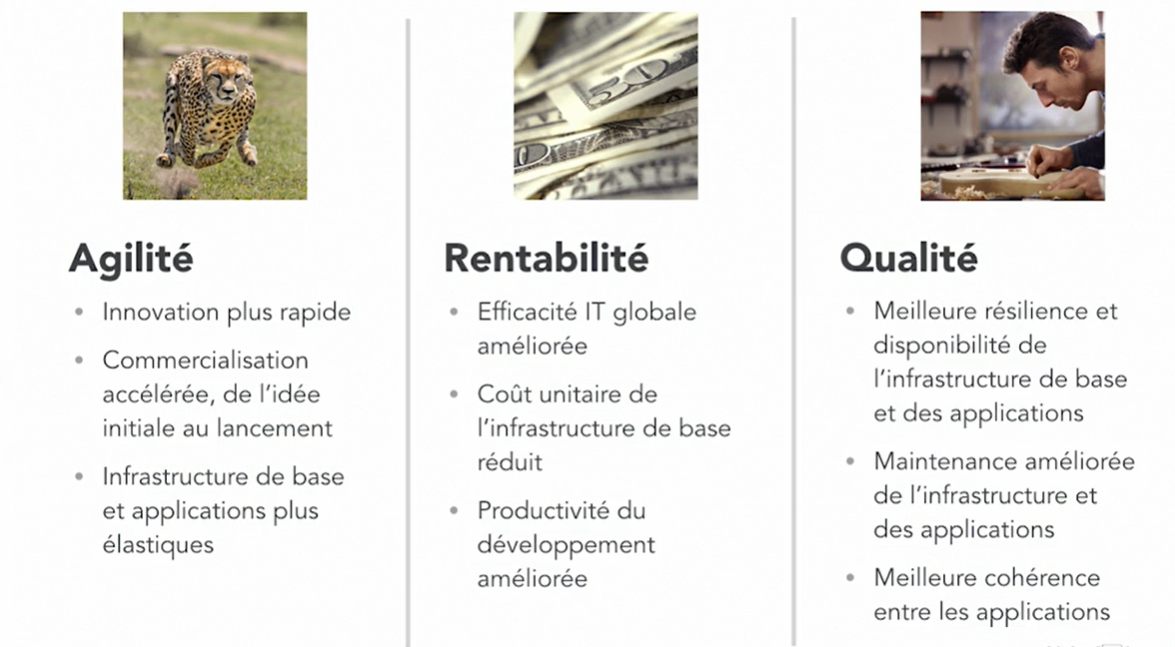 50
Agilité
Innovation plus rapide
Commercialisation
accélérée, de l'idée
initiale au lancement
Infrastructure de base
et applications plus
élastiques
Rentabilité
Efficacité IT globale
améliorée
Coût unitaire de
l'infrastructure de base
réduit
Productivité du
développement
améliorée
Qualité
Meilleure résilience et
disponibilité de
l'infrastructure de base
et des applications
Maintenance améliorée
de l'infrastructure et
des applications
Meilleure cohérence
entre les applications